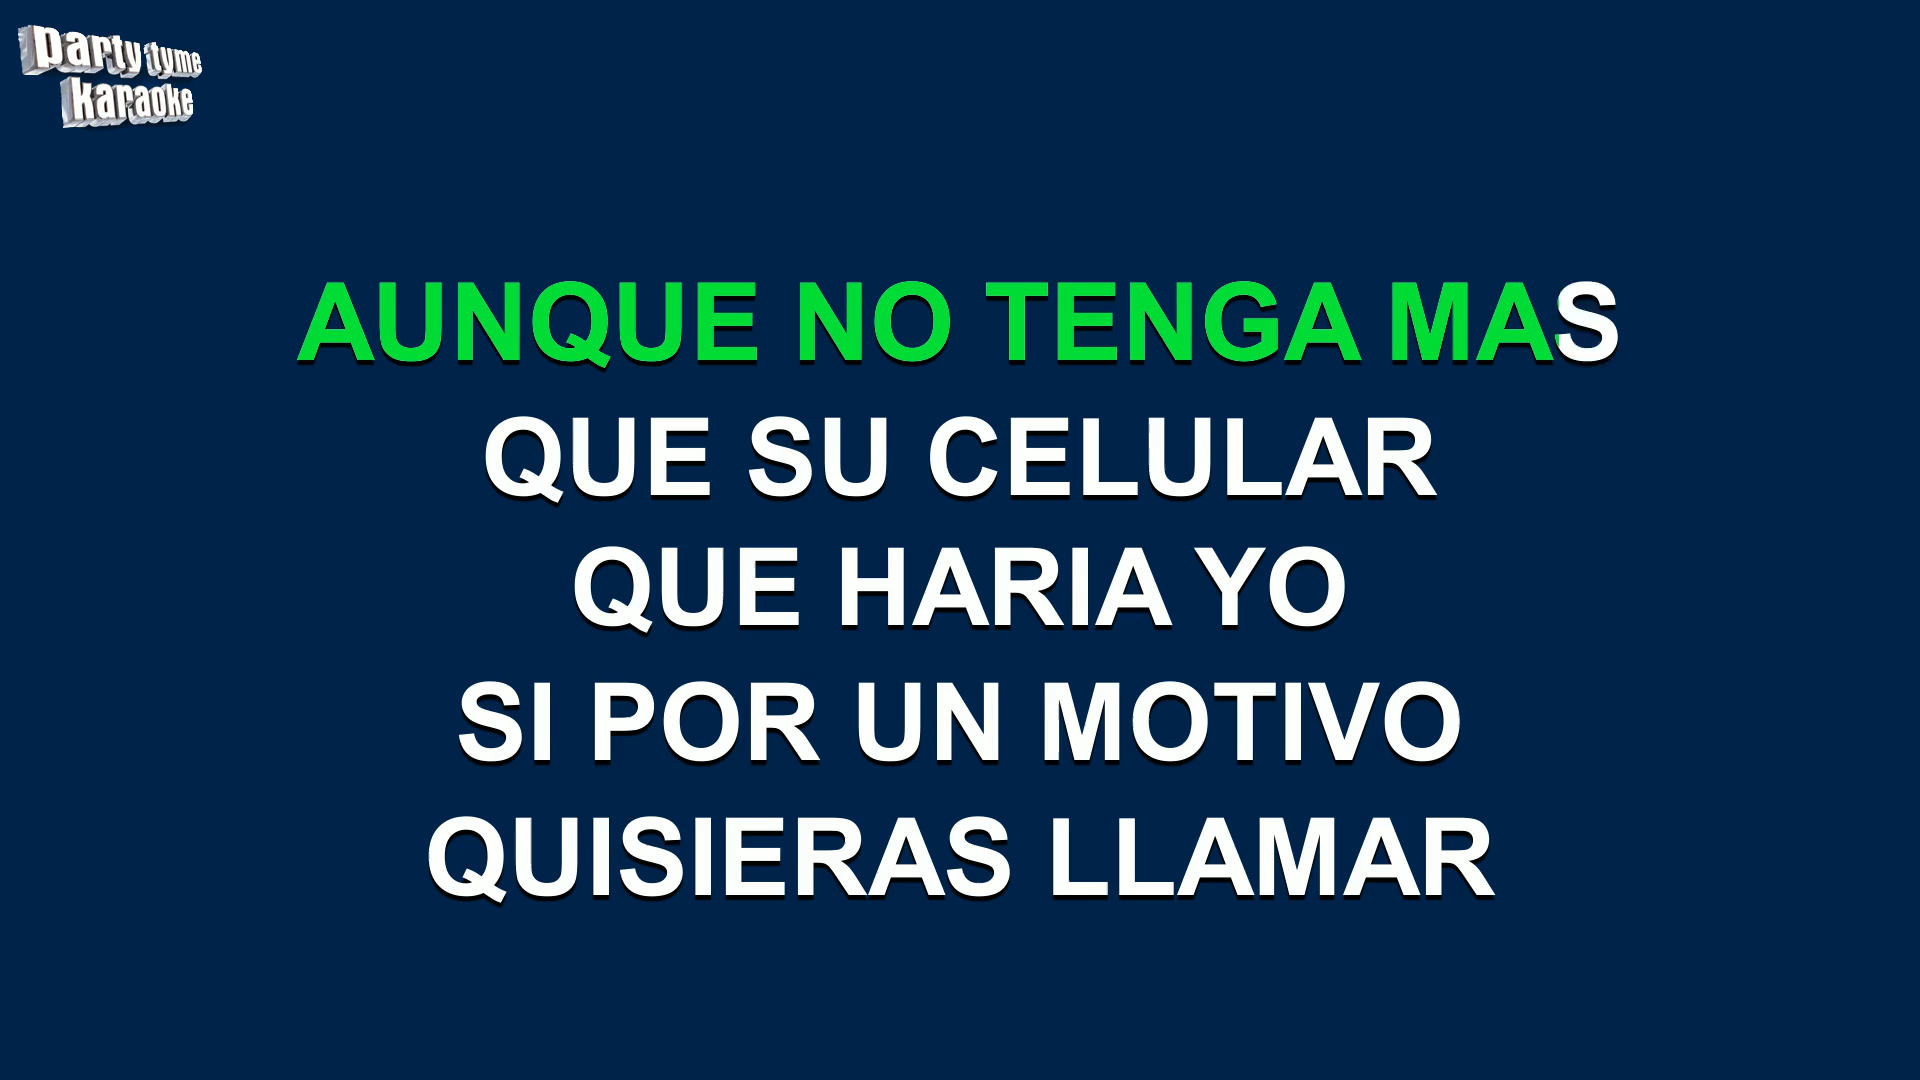 party tyme
karaoke
AUNQUE NO TENGA MAS
QUE SU CELULAR
QUE HARIA YO
SI POR UN MOTIVO
QUISIERAS LLAMAR